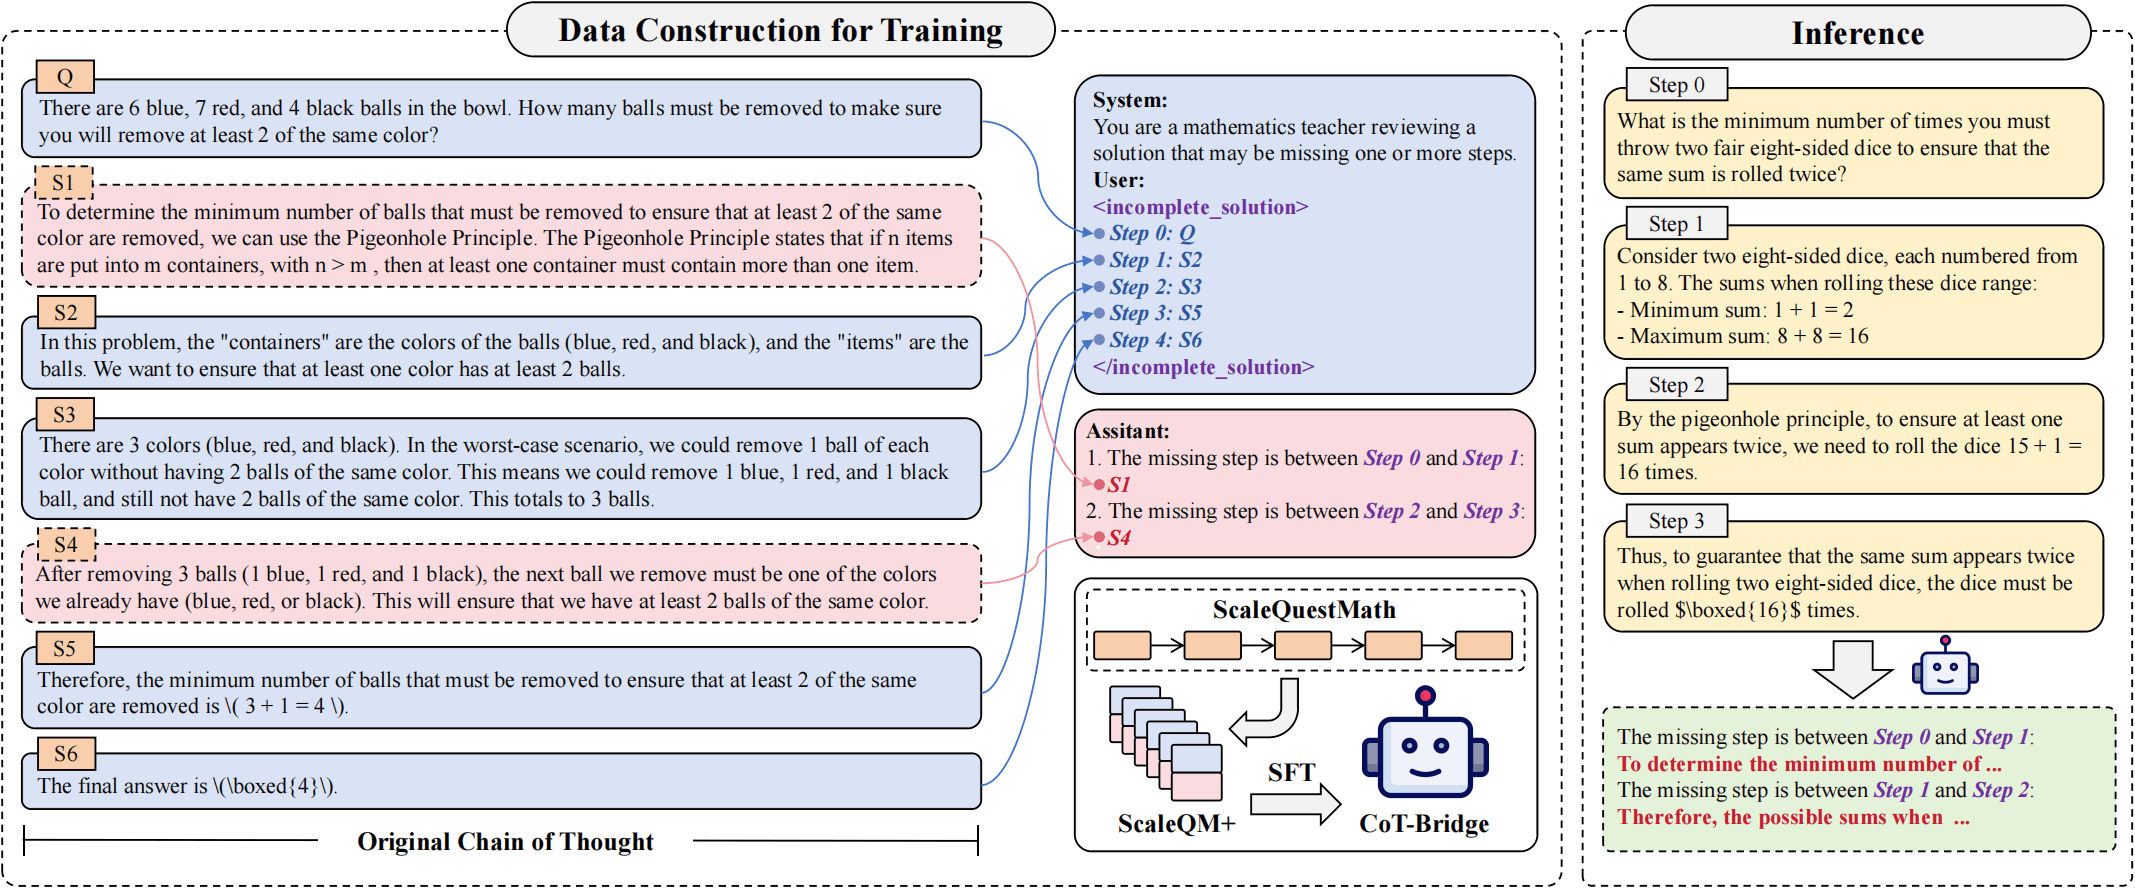 Data Construction for Training
Q
There are 6 blue, 7 red, and 4 black balls in the bowl. How many balls must be removed to make sure
you will remove at least 2 of the same color?
S1
To determine the minimum number of balls that must be removed to ensure that at least 2 of the same
color are removed, we can use the Pigeonhole Principle. The Pigeonhole Principle states that if n items
are put into m containers, with n > m , then at least one container must contain more than one item.
S2
In this problem, the "containers" are the colors of the balls (blue, red, and black), and the "items" are the
balls. We want to ensure that at least one color has at least 2 balls.
S3
There are 3 colors (blue, red, and black). In the worst-case scenario, we could remove 1 ball of each
color without having 2 balls of the same color. This means we could remove 1 blue, 1 red, and 1 black
ball, and still not have 2 balls of the same color. This totals to 3 balls.
S4
After removing 3 balls (1 blue, 1 red, and 1 black), the next ball we remove must be one of the colors
we already have (blue, red, or black). This will ensure that we have at least 2 balls of the same color.
S5
Therefore, the minimum number of balls that must be removed to ensure that at least 2 of the same
color are removed is \( 3 + 1 = 4 \).
S6
The final answer is \(\boxed{4}\).
Original Chain of Thought
System:
You are a mathematics teacher reviewing a
solution that may be missing one or more steps.
User:
<incomplete_solution>
Step 0: Q
Step 1: S2
Step 2: S3
Step 3: S5
Step 4: S6
</incomplete_solution>
Assitant:
1. The missing step is between Step 0 and Step 1:
S1
2. The missing step is between Step 2 and Step 3:
S4
ScaleQuestMath
SFT
ScaleQM+
CoT-Bridge
Inference
Step 0
What is the minimum number of times you must
throw two fair eight-sided dice to ensure that the
same sum is rolled twice?
Step 1
Consider two eight-sided dice, each numbered from
1 to 8. The sums when rolling these dice range:
- Minimum sum: 1 + 1 = 2
- Maximum sum: 8 + 8 = 16
Step 2
By the pigeonhole principle, to ensure at least one
sum appears twice, we need to roll the dice 15 + 1 =
16 times.
Step 3
Thus, to guarantee that the same sum appears twice
when rolling two eight-sided dice, the dice must be
rolled $\boxed{16}$ times.
The missing step is between Step 0 and Step 1:
To determine the minimum number of ...
The missing step is between Step 1 and Step 2:
Therefore, the possible sums when ...